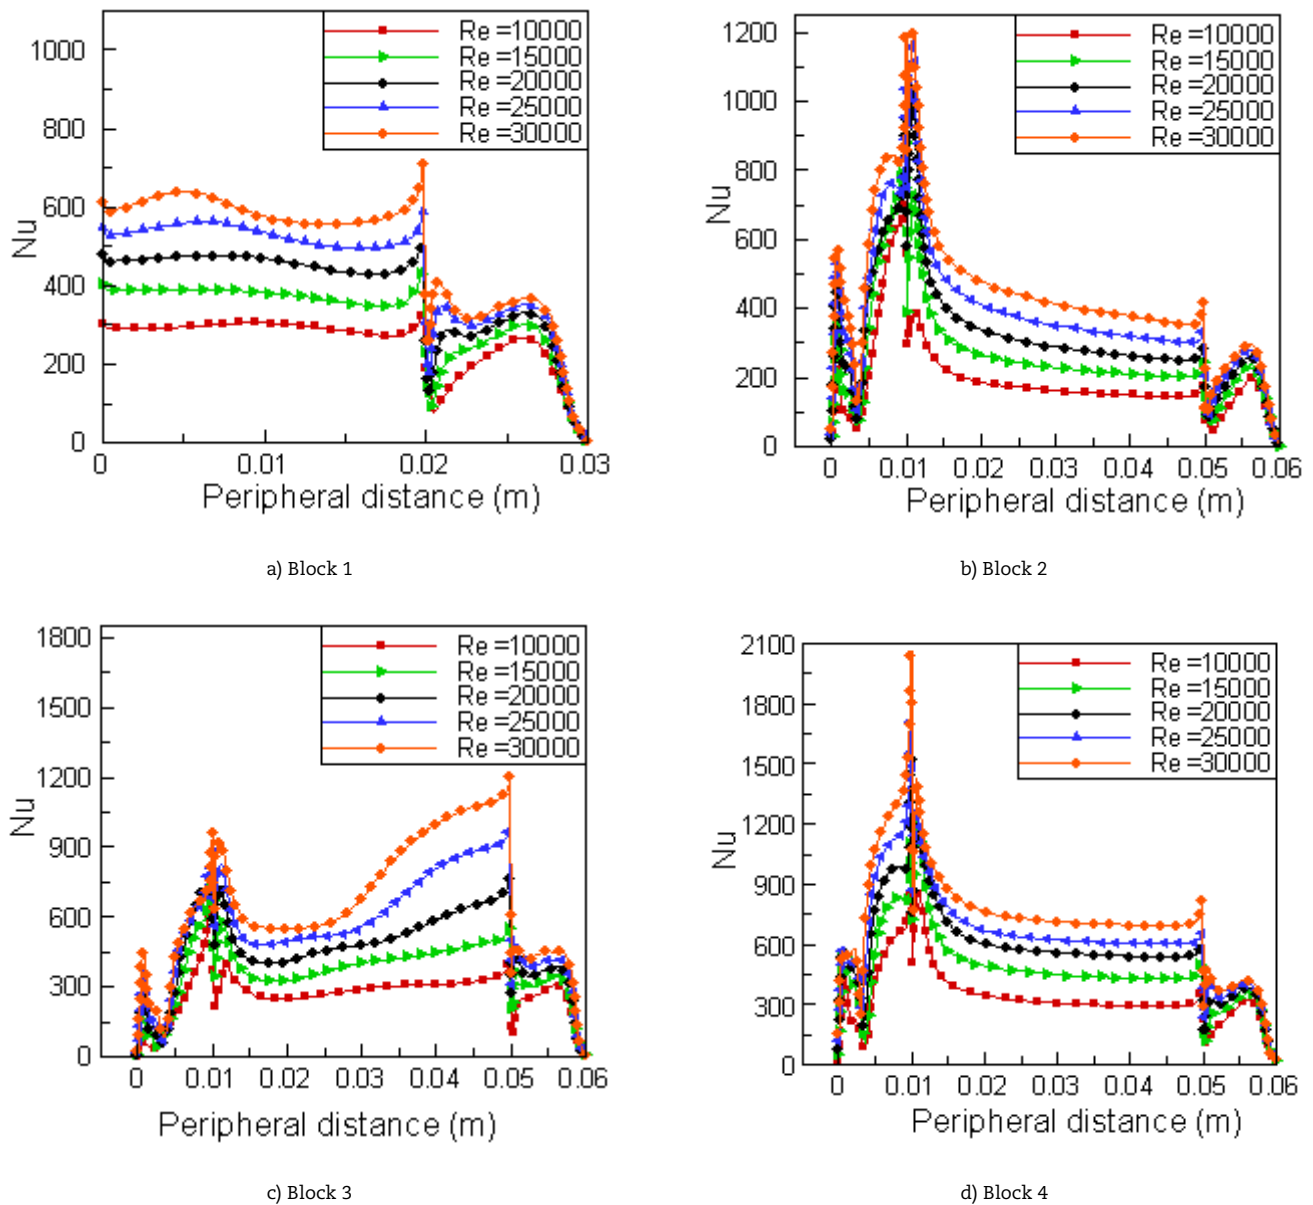 Re =10000
Re =15000
Re =20000
Re =25000
Re =30000
1000
800
600
400
200
0
Nu
0 0.01 0.02 0.03
Peripheral distance (m)
a) Block 1
Re =10000
Re =15000
Re =20000
Re =25000
Re =30000
1200
1000
800
600
400
200
0
Nu
0 0.01 0.02 0.03 0.04 0.05 0.06
Peripheral distance (m)
b) Block 2
Re =10000
Re =15000
Re =20000
Re =25000
Re =30000
1800
1500
1200
900
600
300
0
Nu
0 0.01 0.02 0.03 0.04 0.05 0.06
Peripheral distance (m)
c) Block 3
Re =10000
Re =15000
Re =20000
Re =25000
Re =30000
2100
1800
1500
1200
900
600
300
0
Nu
0 0.01 0.02 0.03 0.04 0.05 0.06
Peripheral distance (m)
d) Block 4